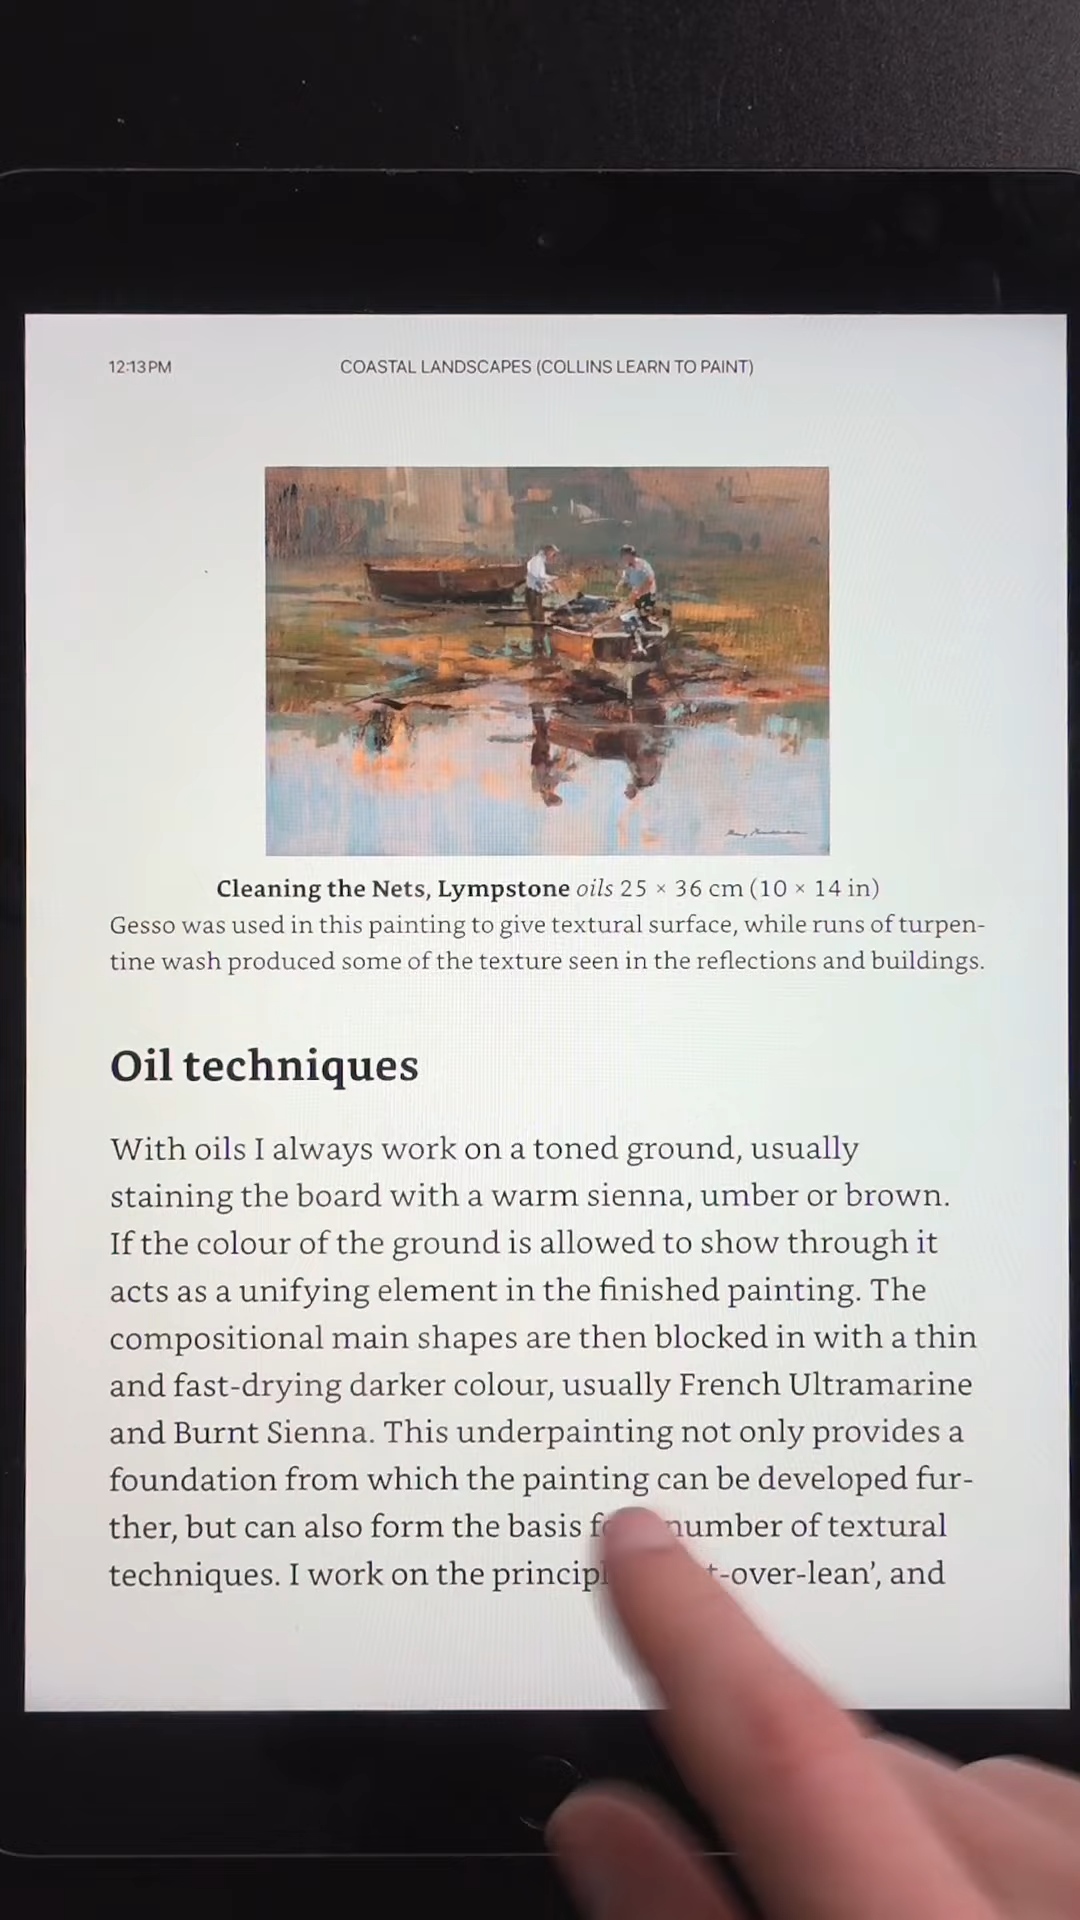 12:13 PM
COASTAL LANDSCAPES (COLLINS LEARN TO PAINT)
Cleaning the Nets, Lympstone oils 25 × 36 cm (10 × 14 in)
Gesso was used in this painting to give textural surface, while runs of turpen-
tine wash produced some of the texture seen in the reflections and buildings.
Oil techniques
With oils I always work on a toned ground, usually
staining the board with a warm sienna, umber or brown.
If the colour of the ground is allowed to show through it
acts as a unifying element in the finished painting. The
compositional main shapes are then blocked in with a thin
and fast-drying darker colour, usually French Ultramarine
and Burnt Sienna. This underpainting not only provides a
foundation from which the painting can be developed fur-
ther, but can also form the basis number of textural
techniques. I work on the -over-lean’, and